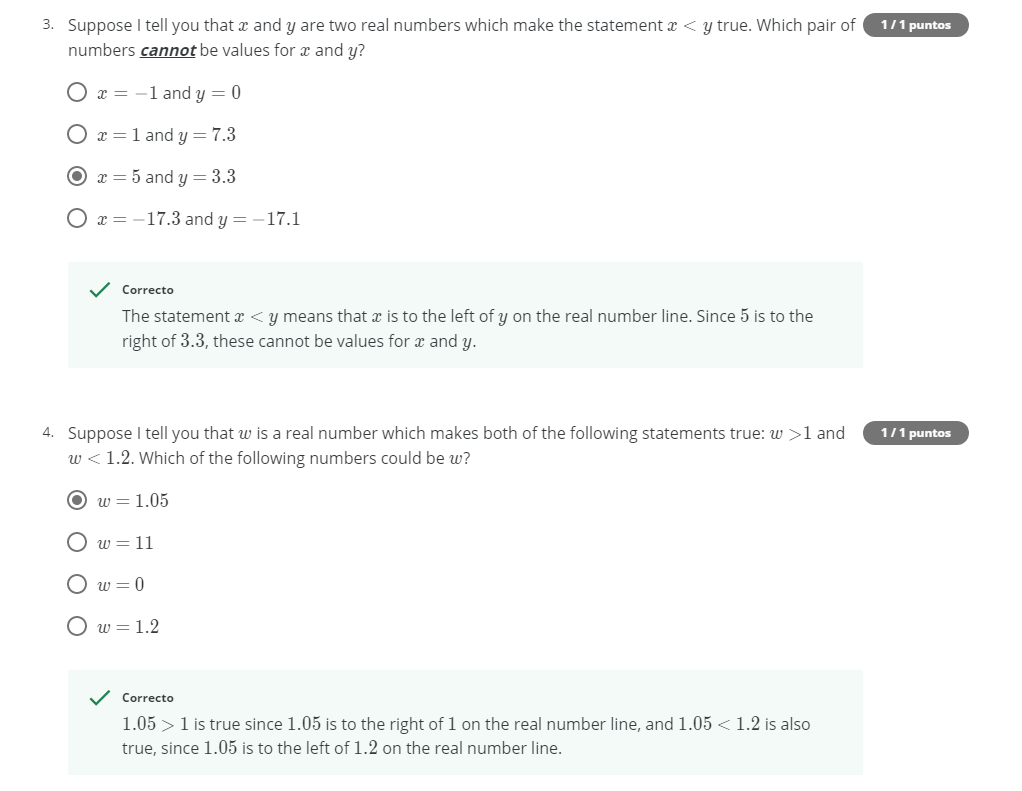 3. Suppose I tell you that x and y are two real numbers which make the statement x < y true. Which pair of 1 / 1 puntos
numbers cannot be values for x and y?
x = −1 and y = 0
x = 1 and y = 7.3
x = 5 and y = 3.3
x = −17.3 and y = −17.1
Correcto
The statement x < y means that x is to the left of y on the real number line. Since 5 is to the
right of 3.3, these cannot be values for x and y.
4. Suppose I tell you that w is a real number which makes both of the following statements true: w >1 and 1 / 1 puntos
w < 1.2. Which of the following numbers could be w?
w = 1.05
w = 11
w = 0
w = 1.2
Correcto
1.05 > 1 is true since 1.05 is to the right of 1 on the real number line, and 1.05 < 1.2 is also
true, since 1.05 is to the left of 1.2 on the real number line.